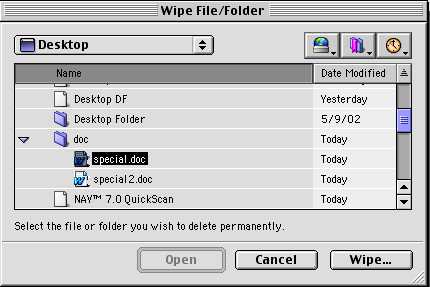 Wipe File/Folder
Desktop
Name Date Modified
Desktop DF Yesterday
Desktop Folder 5/9/02
doc Today
special.doc Today
special2.doc Today
NAV™ 7.0 QuickScan Today
Select the file or folder you wish to delete permanently.
Open Cancel Wipe...